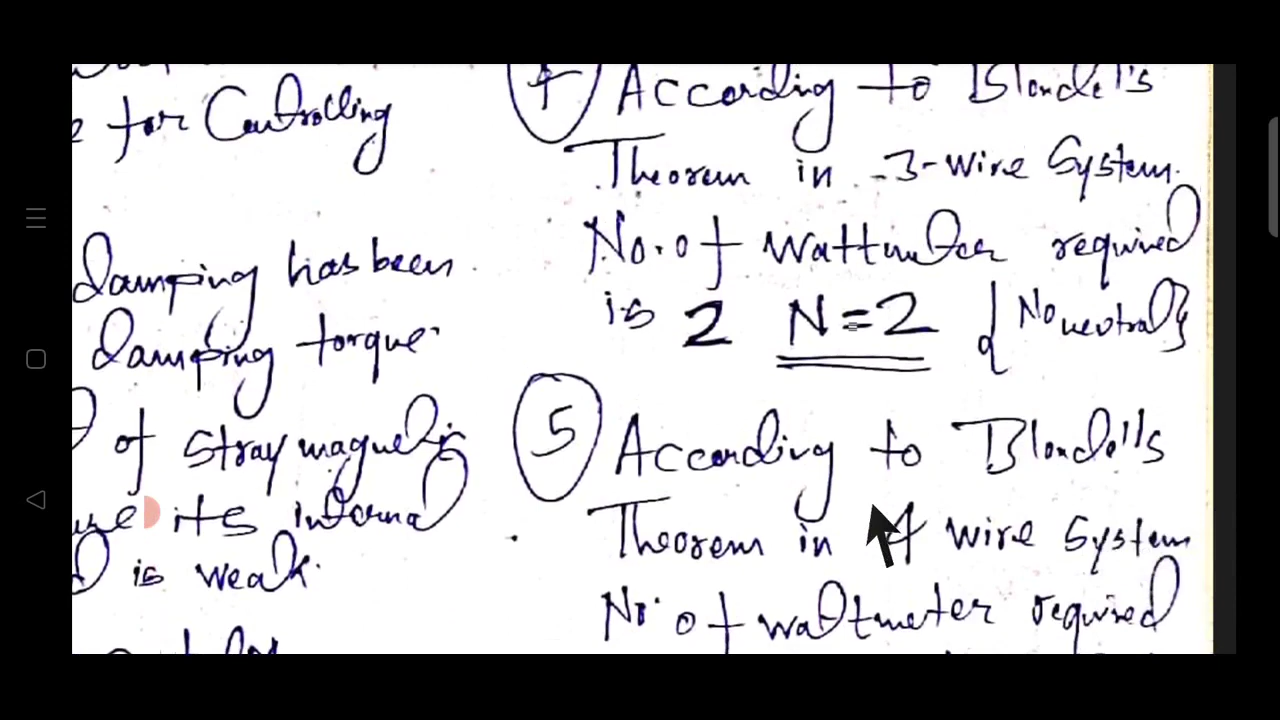 for Controlling
damping has been
damping torque
of stray magnetic
its internal
is weak.
According to Blondel's
Theorem in 3-wire System.
No. of wattmeter required
is 2 N=2 {No neutral}
5 According to Blondell's
Theorem in 4 wire System
No. of wattmeter required